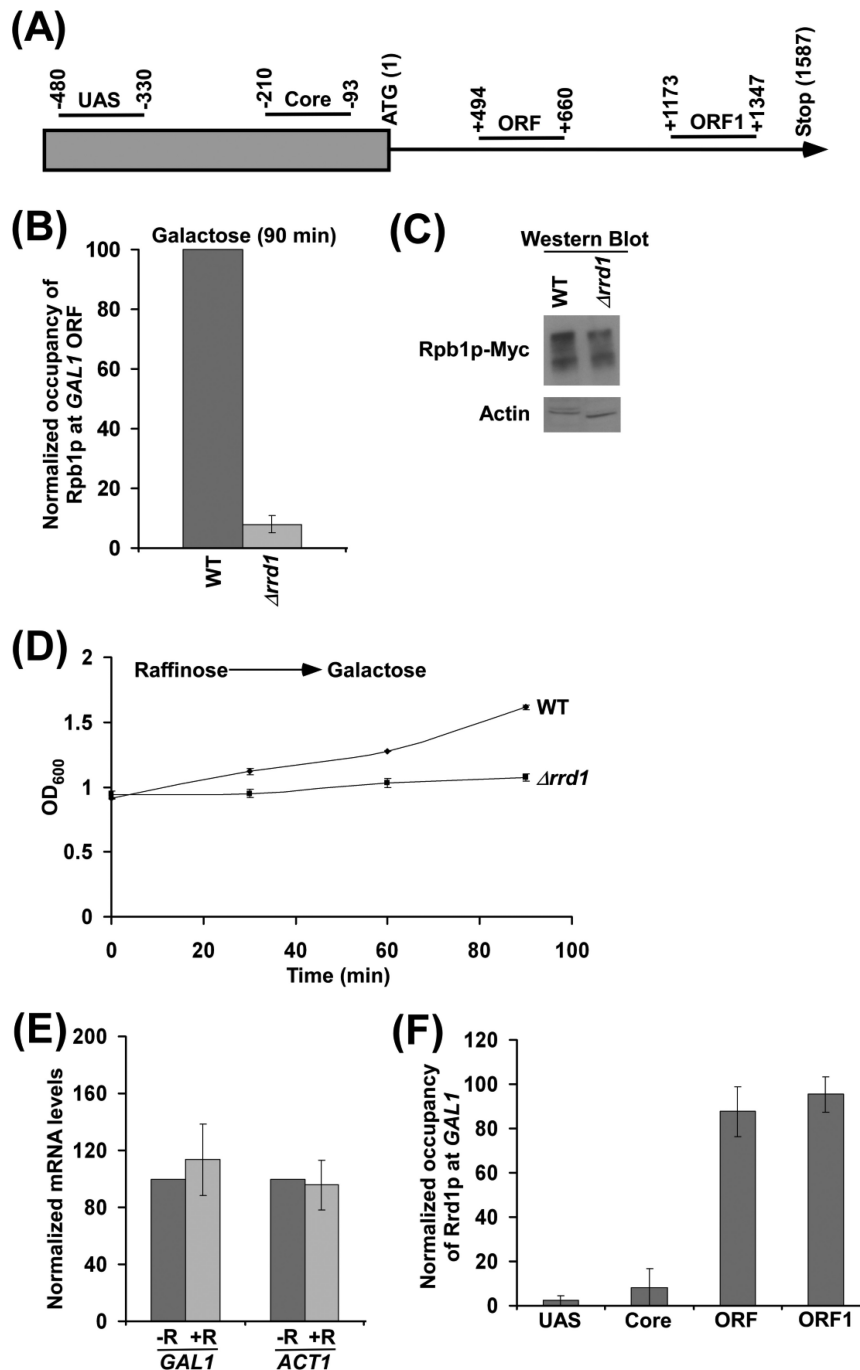 (A)
-480
UAS
-330
-210
Core
-93
ATG (1)
+494
ORF
+660
+1173
ORF1
+1347
Stop (1587)
(B)
Galactose (90 min)
Normalized occupancy of
Rpb1p at GAL1 ORF
100
80
60
40
20
0
WT
Δrrd1
(C)
Western Blot
WT
Δrrd1
Rpb1p-Myc
Actin
(D)
Raffinose
Galactose
OD600
2
1.5
1
0.5
0
WT
Δrrd1
0
20
40
60
80
100
Time (min)
(E)
Normalized mRNA levels
200
160
120
80
40
0
-R +R
GAL1
-R +R
ACT1
(F)
Normalized occupancy
of Rrd1p at GAL1
120
100
80
60
40
20
0
UAS
Core
ORF
ORF1